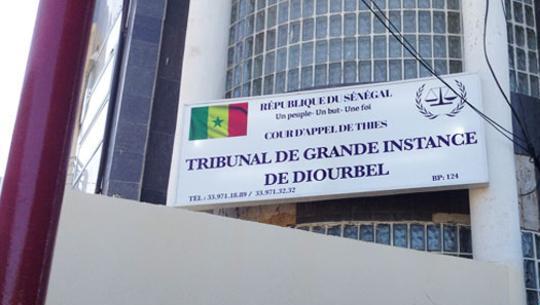 RÉPUBLIQUE DU SÉNÉGAL
Un peuple- Un but- Une foi
COUR D'APPEL DE THIES
TRIBUNAL DE GRANDE INSTANCE
DE DIOURBEL
TEL : 33.971.18.89 / 33.971.32.32
BP: 124